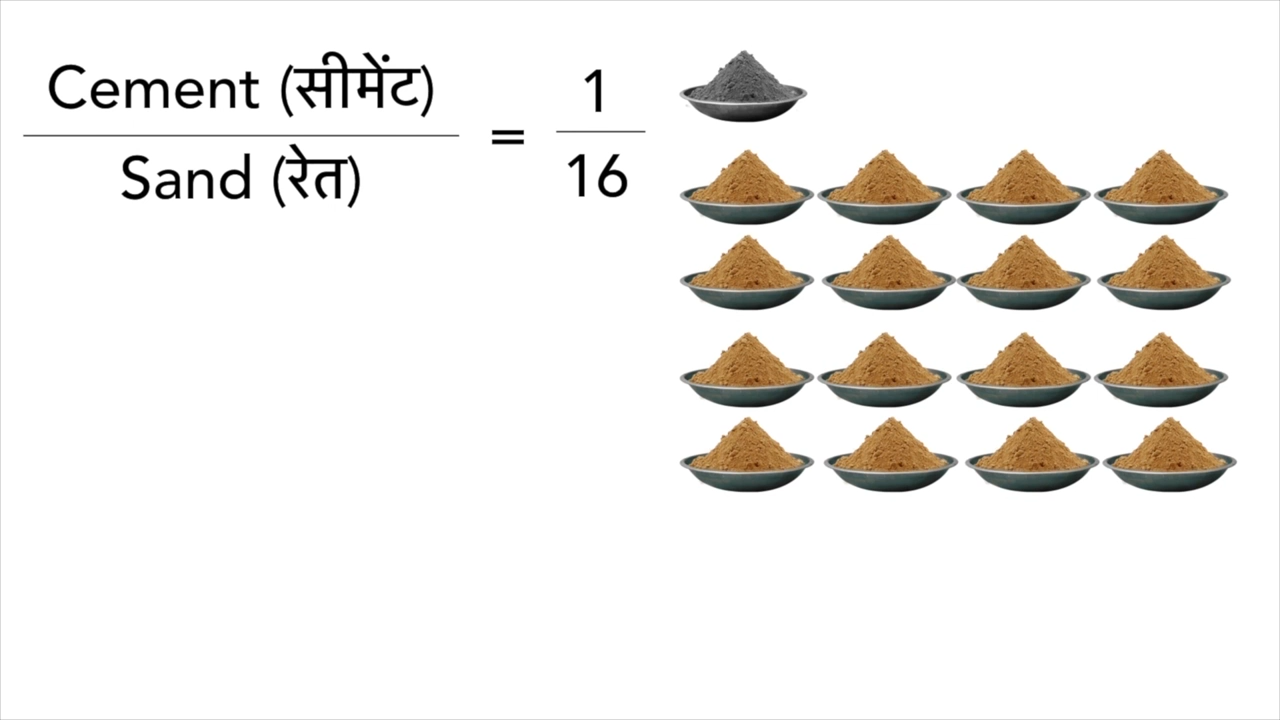 Cement (सीमेंट)
Sand (रेत)
=
1
16